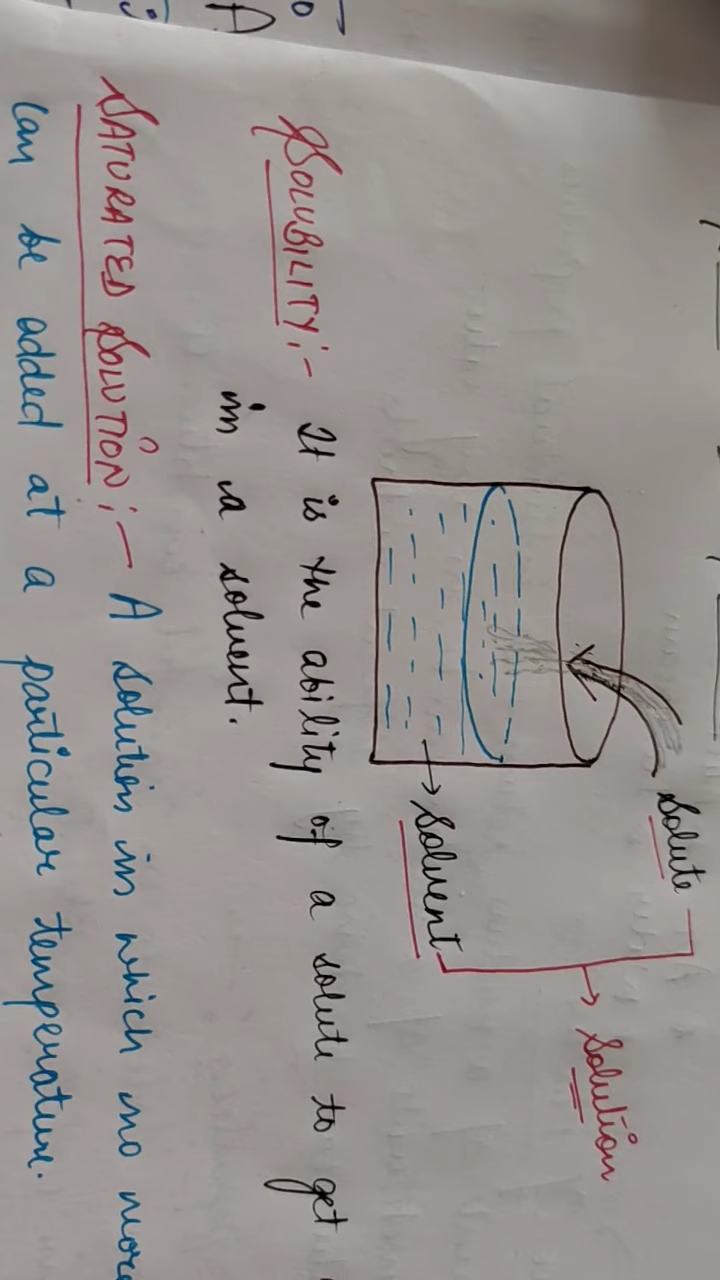 Solute
Solvent
Solution
SOLUBILITY:- It is the ability of a solute to get
in a solvent.
SATURATED SOLUTION:- A solution in which no more
can be added at a particular temperature.